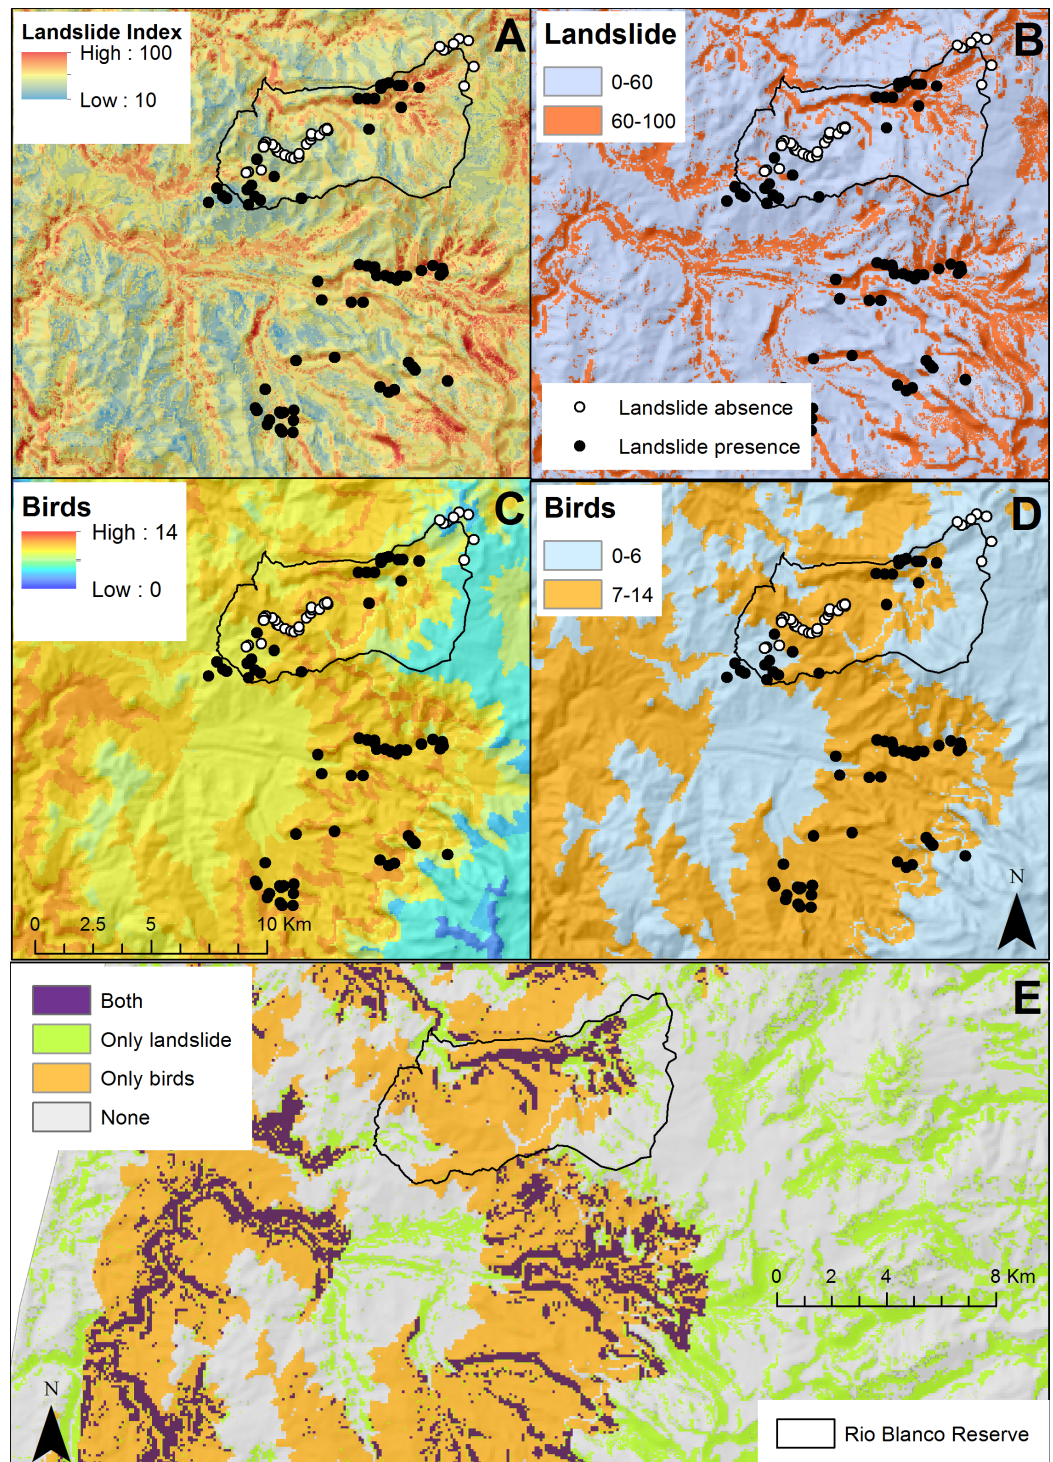 Landslide Index
High : 100
Low : 10
A
Landslide
0-60
60-100
B
Landslide absence
Landslide presence
Birds
High : 14
Low : 0
C
0 2.5 5 10 Km
Birds
0-6
7-14
D
N
Both
Only landslide
Only birds
None
E
0 2 4 8 Km
N
Rio Blanco Reserve